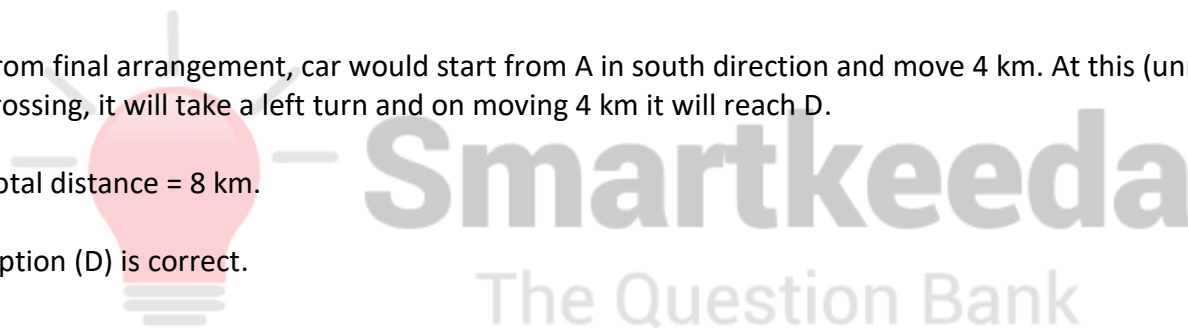 rom final arrangement, car would start from A in south direction and move 4 km. At this
rossing, it will take a left turn and on moving 4 km it will reach D.
otal distance = 8 km.
ption (D) is correct.
Smartkeeda
The Question Bank